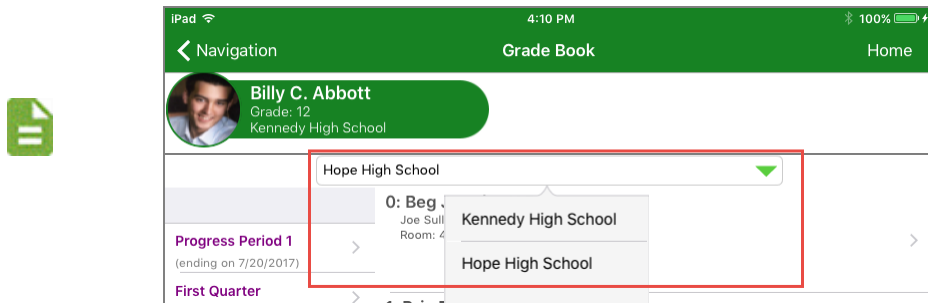 iPad 4:10 PM 100%
Navigation Grade Book Home
Billy C. Abbott
Grade: 12
Kennedy High School
Hope High School
0: Beg
Joe Sull
Room: 4
Kennedy High School
Hope High School
Progress Period 1
(ending on 7/20/2017)
First Quarter